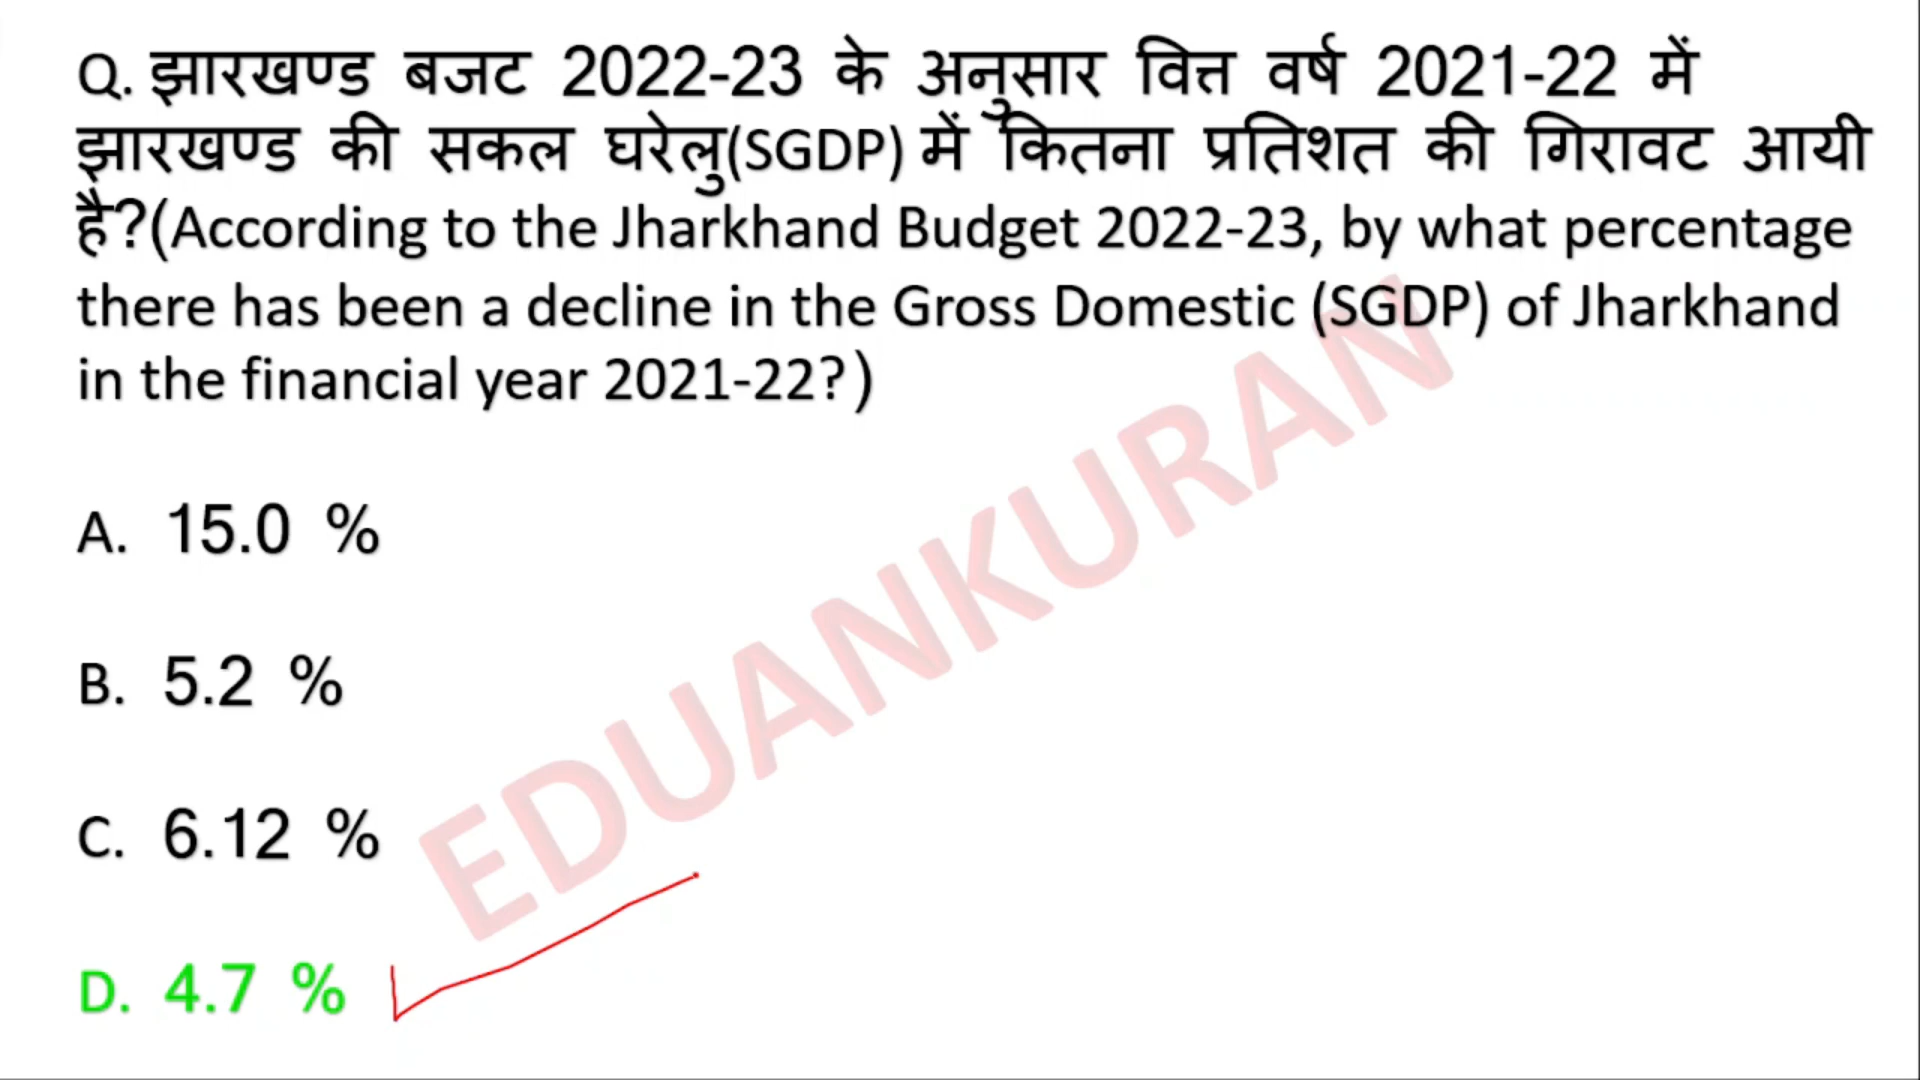 Q. झारखण्ड बजट 2022-23 के अनुसार वित्त वर्ष 2021-22 में
झारखण्ड की सकल घरेलु(SGDP) में कितना प्रतिशत की गिरावट आयी
है?(According to the Jharkhand Budget 2022-23, by what percentage
there has been a decline in the Gross Domestic (SGDP) of Jharkhand
in the financial year 2021-22?)
A. 15.0 %
B. 5.2 %
C. 6.12 %
D. 4.7 %
EDUANKURAN